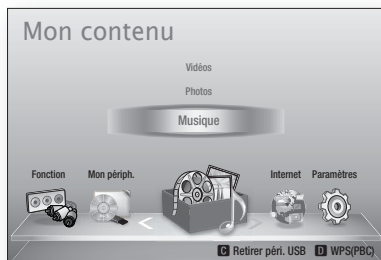 Mon contenu
Vidéos
Photos
Musique
Fonction Mon périph. Internet Paramètres
C Retirer péri. USB D WPS(PBC)